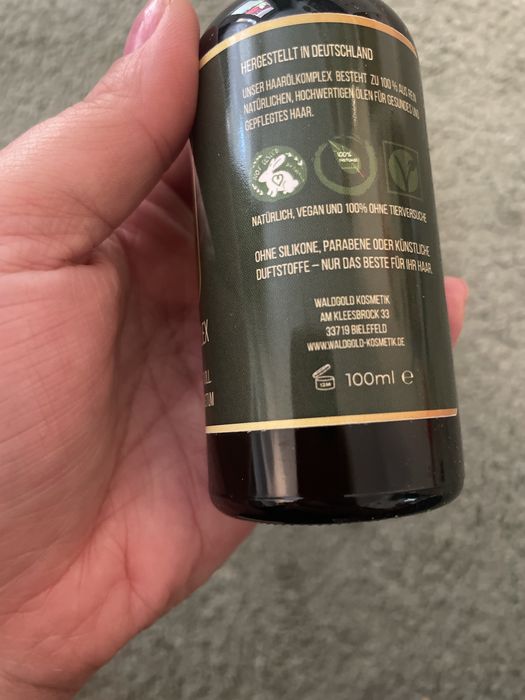 HERGESTELLT IN DEUTSCHLAND
UNSER HAARÖLKOMPLEX BESTEHT ZU 100 % AUS REIN
NATÜRLICHEN, HOCHWERTIGEN ÖLEN FÜR GESUNDES UND
GEPFLEGTES HAAR.
100%
NATÜRLICH, VEGAN UND 100% OHNE TIERVERSUCHE
OHNE SILIKONE, PARABENE ODER KÜNSTLICHE
DUFTSTOFFE – NUR DAS BESTE FÜR IHR HAAR.
WALDGOLD KOSMETIK
AM KLEESBROCK 33
33719 BIELEFELD
WWW.WALDGOLD-KOSMETIK.DE
12M
100ml e